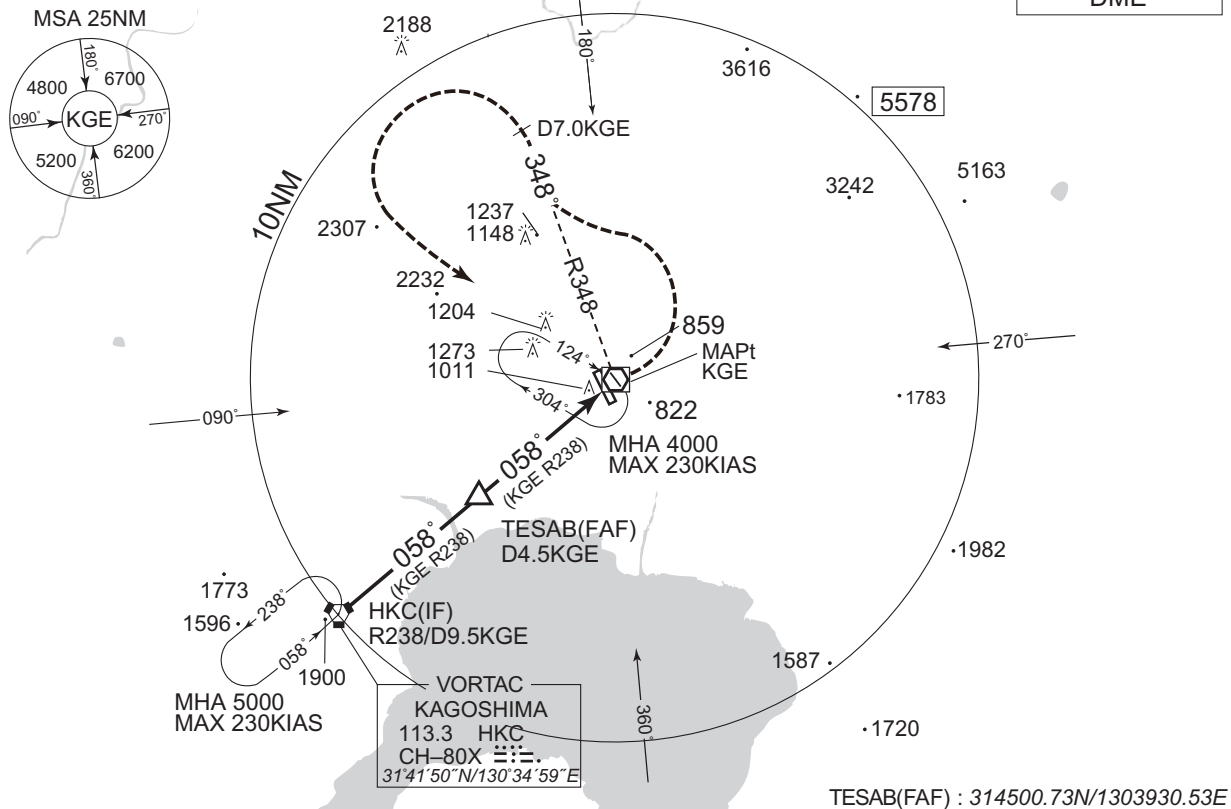 DME
MSA 25NM
180°
4800
6700
090°
KGE
270°
5200
6200
360°
2188
180°
3616
5578
D7.0KGE
348°
10NM
3242
5163
1237
1148
2307
R348
2232
1204
859
124°
1273
1011
MAPt
KGE
270°
304°
822
1783
090°
MHA 4000
MAX 230KIAS
058°
(KGE R238)
TESAB(FAF)
D4.5KGE
058°
(KGE R238)
1982
1773
238°
1596
HKC(IF)
R238/D9.5KGE
058°
1900
1587
MHA 5000
MAX 230KIAS
VORTAC
KAGOSHIMA
113.3 HKC
CH–80X
31°41′50″N/130°34′59″E
360°
1720
TESAB(FAF) : 314500.73N/1303930.53E